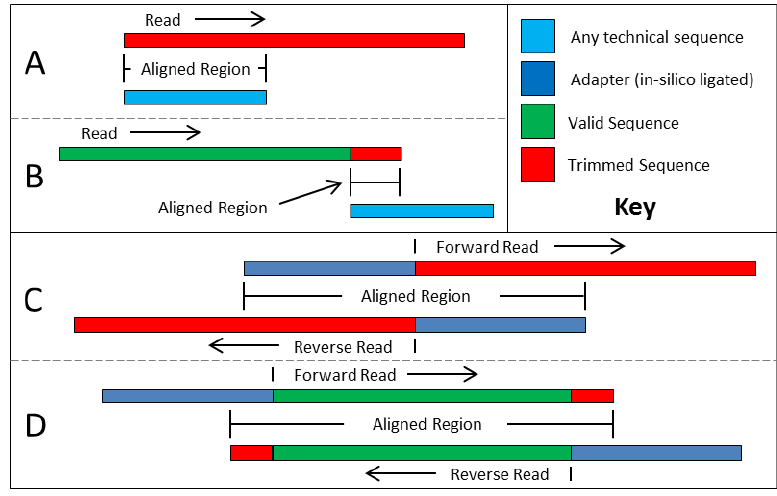 Read
A
Aligned Region
Read
B
Aligned Region
Any technical sequence
Adapter (in-silico ligated)
Valid Sequence
Trimmed Sequence
Key
Forward Read
C
Aligned Region
Reverse Read
Forward Read
D
Aligned Region
Reverse Read